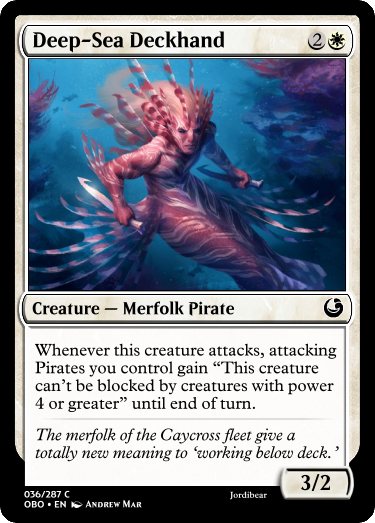 Deep-Sea Deckhand 2
Creature — Merfolk Pirate
Whenever this creature attacks, attacking
Pirates you control gain “This creature
can’t be blocked by creatures with power
4 or greater” until end of turn.
The merfolk of the Caycross fleet give a
totally new meaning to ‘working below deck.’
3/2
036/287 C
OBO • EN Andrew Mar
Jordibear